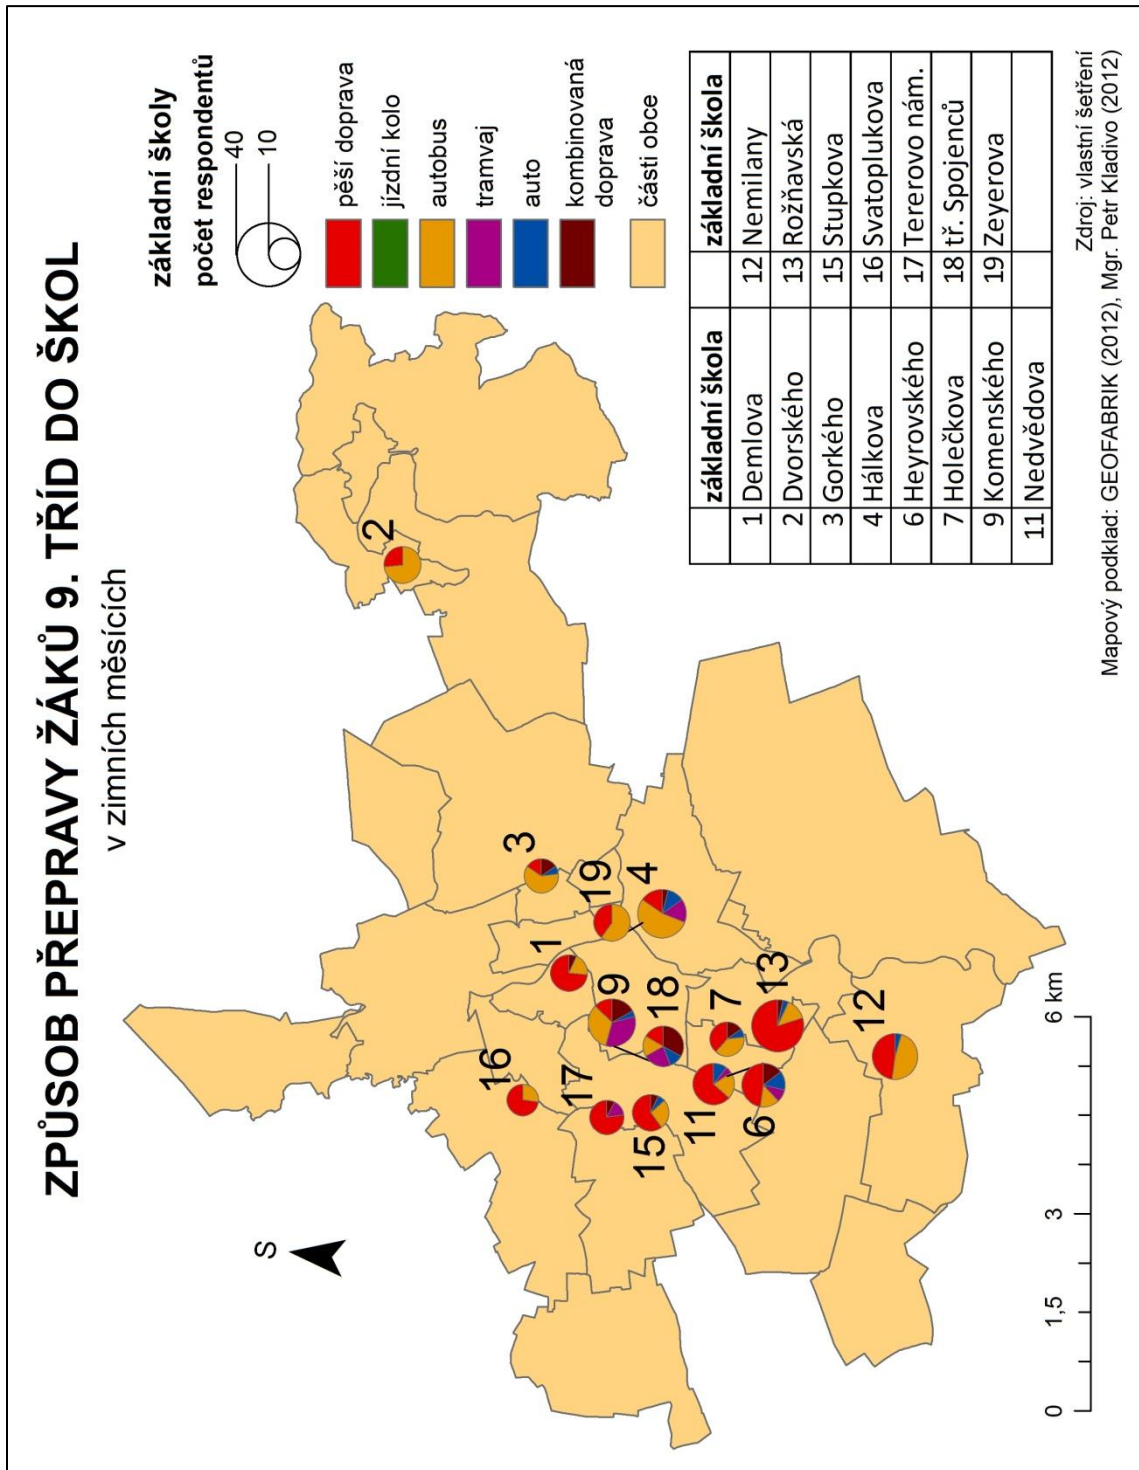 ZPŮSOB PŘEPRAVY ŽÁKŮ 9. TŘÍD DO ŠKOL
v zimních měsících
S
základní školy
počet respondentů
40
10
pěší doprava
jízdní kolo
autobus
tramvaj
auto
kombinovaná
doprava
části obce
2
3
1
19
4
16
17
9
18
15
7
11
13
6
12
0 1,5 3 6 km
základní škola základní škola
1 Demlova 12 Nemilany
2 Dvorského 13 Rožňavská
3 Gorkého 15 Stupkova
4 Hálkova 16 Svatoplukova
6 Heyrovského 17 Tererovo nám.
7 Holečkova 18 tř. Spojenců
9 Komenského 19 Zeyerova
11 Nedvědova
Zdroj: vlastní šetření
Mapový podklad: GEOFABRIK (2012), Mgr. Petr Kladivo (2012)